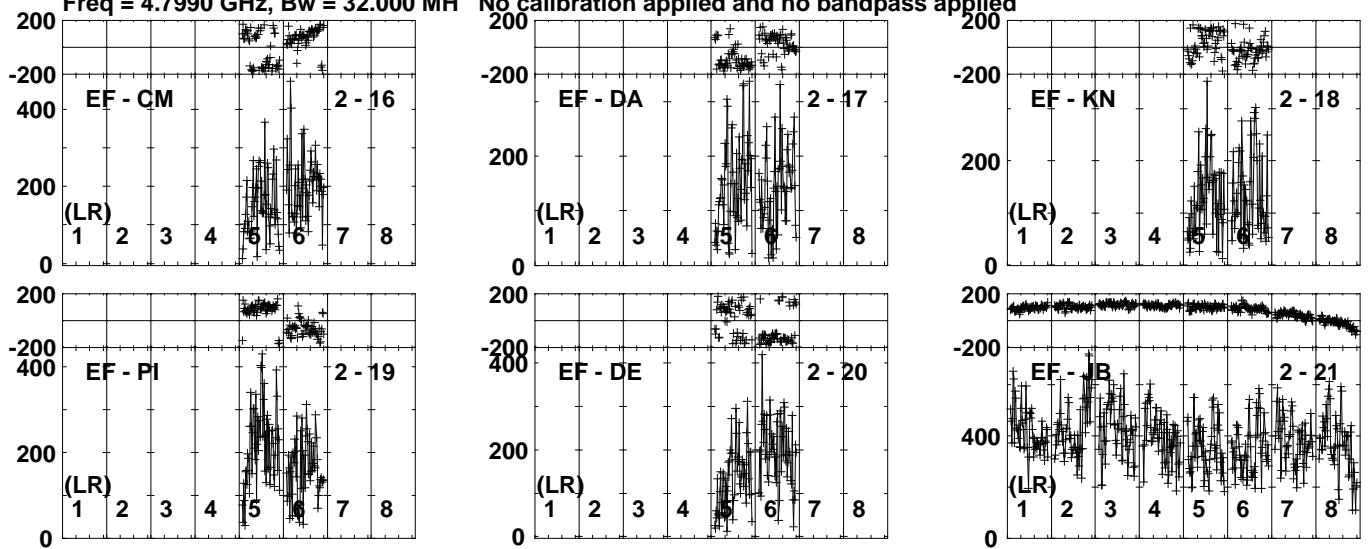 Freq = 4.7990 GHz, Bw = 32.000 MH No calibration applied and no bandpass applied
200 200 200
-200 -200 -200
EF - CM 2 - 16 EF - DA 2 - 17 EF - KN 2 - 18
400
200 200 200
(LR) (LR) (LR)
1 2 3 4 5 6 7 8 1 2 3 4 5 6 7 8 1 2 3 4 5 6 7 8
0 0 0
200 200 200
-200 -200 -200
400 400
EF - PI 2 - 19 EF - DE 2 - 20 EF - JB 2 - 21
200 200 400
(LR) (LR) (LR)
1 2 3 4 5 6 7 8 1 2 3 4 5 6 7 8 1 2 3 4 5 6 7 8
0 0 0